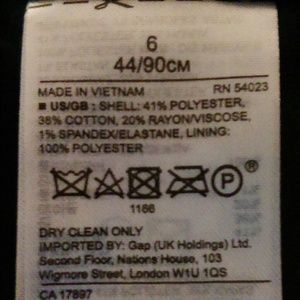 6
44/90CM
MADE IN VIETNAM RN 54023
■ US/GB : SHELL: 41% POLYESTER,
38% COTTON, 20% RAYON/VISCOSE,
1% SPANDEX/ELASTANE, LINING:
100% POLYESTER
P ®
1166
DRY CLEAN ONLY
IMPORTED BY: Gap (UK Holdings) Ltd.
Second Floor, Nations House, 103
Wigmore Street, London W1U 1QS
CA 17897